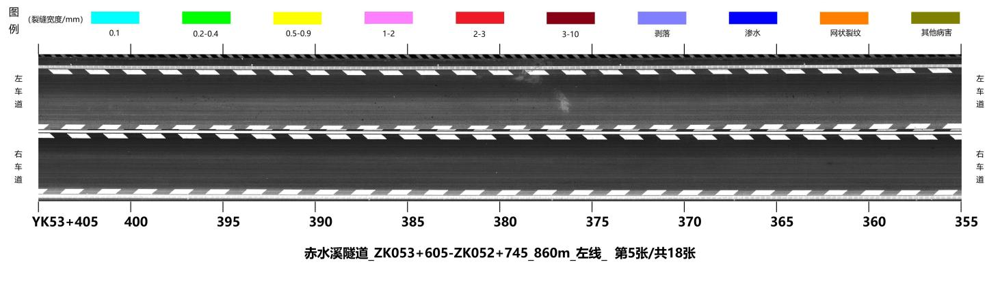 图例
(裂缝宽度/mm)
0.1
0.2-0.4
0.5-0.9
1-2
2-3
3-10
剥落
渗水
网状裂纹
其他病害
左车道
左车道
右车道
右车道
YK53+405 400 395 390 385 380 375 370 365 360 355
赤水溪隧道_ZK053+605-ZK052+745_860m_左线_ 第5张/共18张